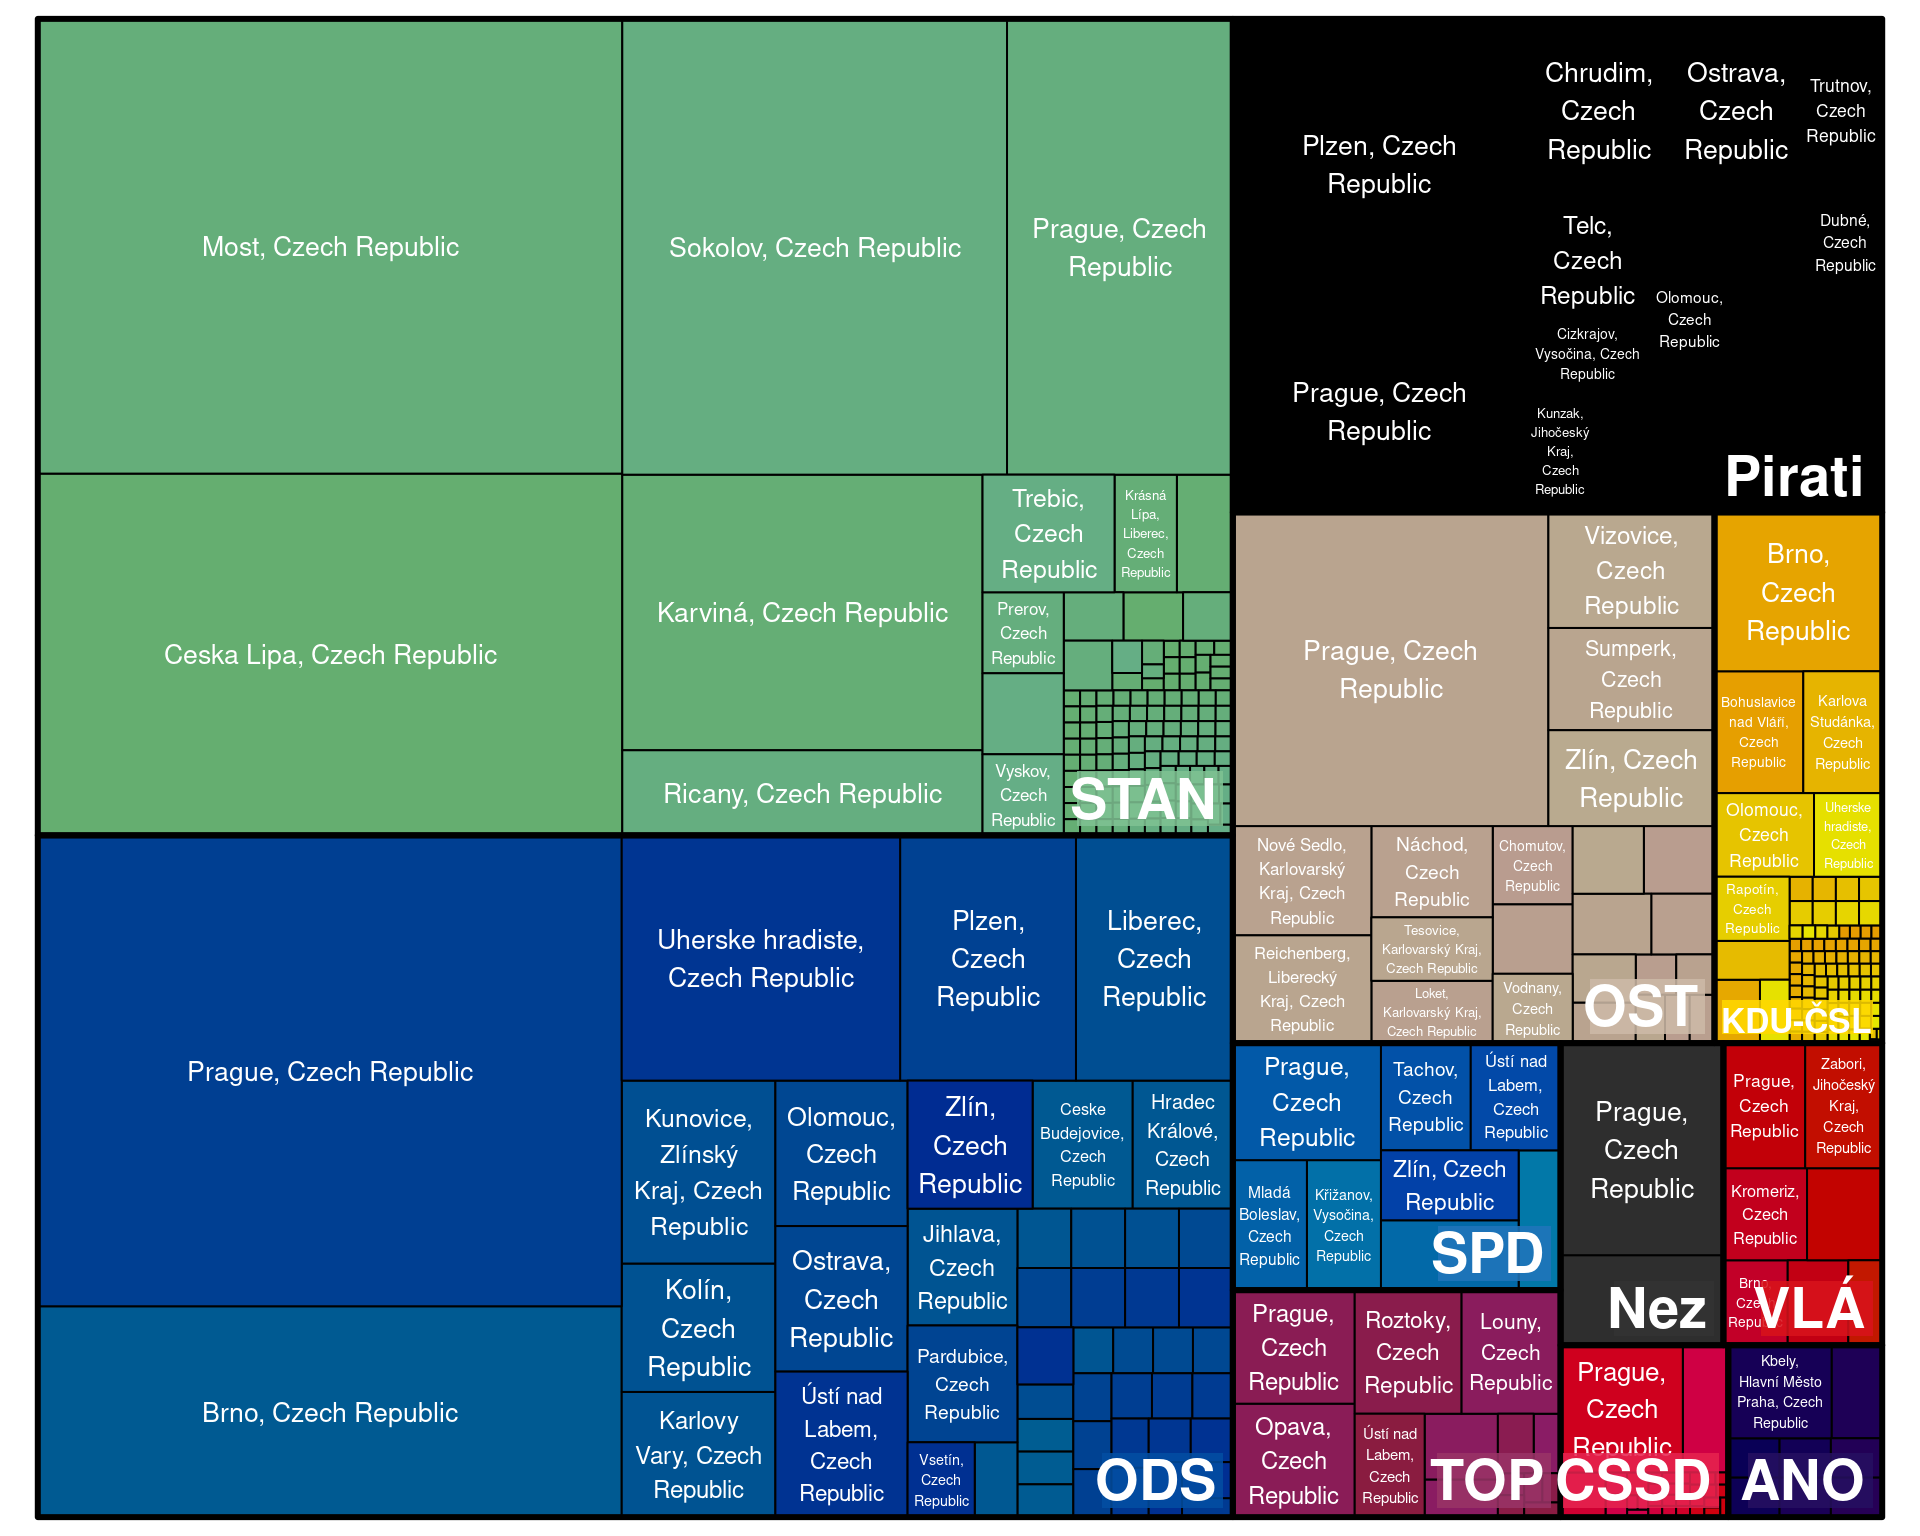 Most, Czech Republic
Sokolov, Czech Republic
Prague, Czech
Republic
Ceska Lipa, Czech Republic
Karviná, Czech Republic
Ricany, Czech Republic
Trebic,
Czech
Republic
Krásná
Lípa,
Liberec,
Czech
Republic
Prerov,
Czech
Republic
Vyskov,
Czech
Republic
STAN
Plzen, Czech
Republic
Prague, Czech
Republic
Chrudim,
Czech
Republic
Ostrava,
Czech
Republic
Trutnov,
Czech
Republic
Telc,
Czech
Republic
Dubné,
Czech
Republic
Olomouc,
Czech
Republic
Cizkrajov,
Vysočina, Czech
Republic
Kunzak,
Jihočeský
Kraj,
Czech
Republic
Pirati
Prague, Czech
Republic
Vizovice,
Czech
Republic
Sumperk,
Czech
Republic
Zlín, Czech
Republic
Nové Sedlo,
Karlovarský
Kraj, Czech
Republic
Reichenberg,
Liberecký
Kraj, Czech
Republic
Náchod,
Czech
Republic
Tesovice,
Karlovarský Kraj,
Czech Republic
Loket,
Karlovarský Kraj,
Czech Republic
Chomutov,
Czech
Republic
Vodnany,
Czech
Republic
OST
Brno,
Czech
Republic
Bohuslavice
nad Vláří,
Czech
Republic
Karlova
Studánka,
Czech
Republic
Olomouc,
Czech
Republic
Uherske
hradiste,
Czech
Republic
Rapotín,
Czech
Republic
KDU-ČSL
Prague, Czech Republic
Brno, Czech Republic
Uherske hradiste,
Czech Republic
Plzen,
Czech
Republic
Liberec,
Czech
Republic
Kunovice,
Zlínský
Kraj, Czech
Republic
Kolín,
Czech
Republic
Karlovy
Vary, Czech
Republic
Olomouc,
Czech
Republic
Ostrava,
Czech
Republic
Ústí nad
Labem,
Czech
Republic
Zlín,
Czech
Republic
Ceske
Budejovice,
Czech
Republic
Hradec
Králové,
Czech
Republic
Jihlava,
Czech
Republic
Pardubice,
Czech
Republic
Vsetín,
Czech
Republic
ODS
Prague,
Czech
Republic
Tachov,
Czech
Republic
Ústí nad
Labem,
Czech
Republic
Mladá
Boleslav,
Czech
Republic
Křižanov,
Vysočina,
Czech
Republic
Zlín, Czech
Republic
SPD
Prague,
Czech
Republic
Nez
Prague,
Czech
Republic
Zabori,
Jihočeský
Kraj,
Czech
Republic
Kromeriz,
Czech
Republic
Brno,
VLÁ
Prague,
Czech
Republic
Opava,
Czech
Republic
Roztoky,
Czech
Republic
Louny,
Czech
Republic
Ústí nad
Labem,
Czech
Republic
TOP
Prague,
Czech
Republic
CSSD
Kbely,
Hlavní Město
Praha, Czech
Republic
ANO